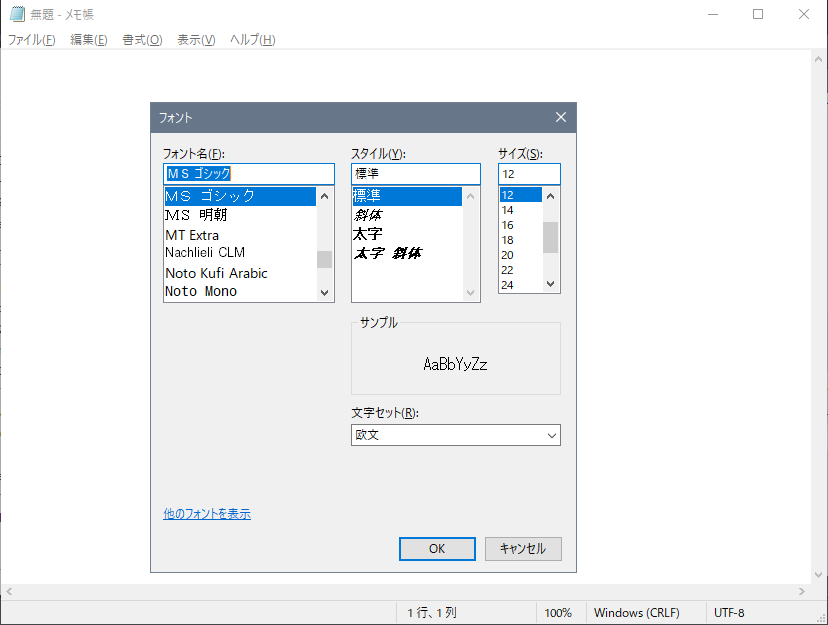 無題 - メモ帳
ファイル(F) 編集(E) 書式(O) 表示(V) ヘルプ(H)
フォント
フォント名(F):
ＭＳ ゴシック
ＭＳ ゴシック
ＭＳ 明朝
MT Extra
Nachlieli CLM
Noto Kufi Arabic
Noto Mono
スタイル(Y):
標準
標準
斜体
太字
太字 斜体
サイズ(S):
12
12
14
16
18
20
22
24
サンプル
AaBbYyZz
文字セット(R):
欧文
他のフォントを表示
OK キャンセル
1 行、1 列 100% Windows (CRLF) UTF-8